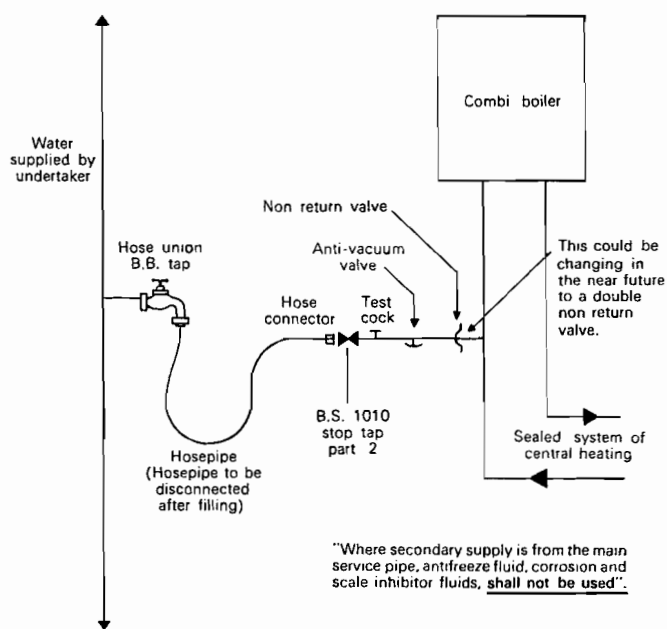 Combi boiler
Water
supplied by
undertaker
Non return valve
Hose union
B.B. tap
Anti-vacuum
valve
This could be
changing in
the near future
to a double
non return
valve.
Hose
connector
Test
cock
B.S. 1010
stop tap
part 2
Hosepipe
(Hosepipe to be
disconnected
after filling)
Sealed system of
central heating
"Where secondary supply is from the main
service pipe, antifreeze fluid, corrosion and
scale inhibitor fluids, shall not be used".